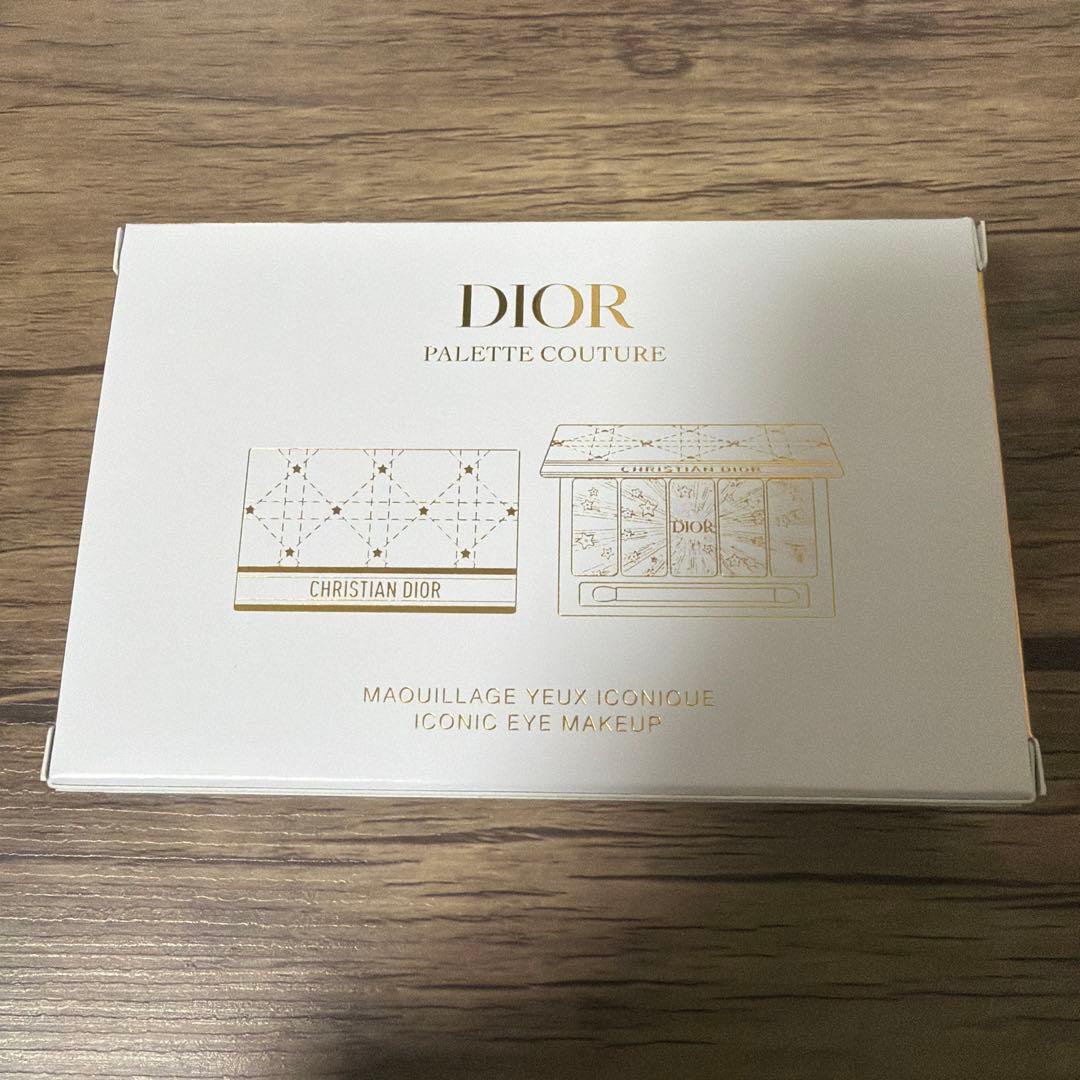 DIOR
PALETTE COUTURE
CHRISTIAN DIOR
DIOR
CHRISTIAN DIOR
MAQUILLAGE YEUX ICONIQUE
ICONIC EYE MAKEUP